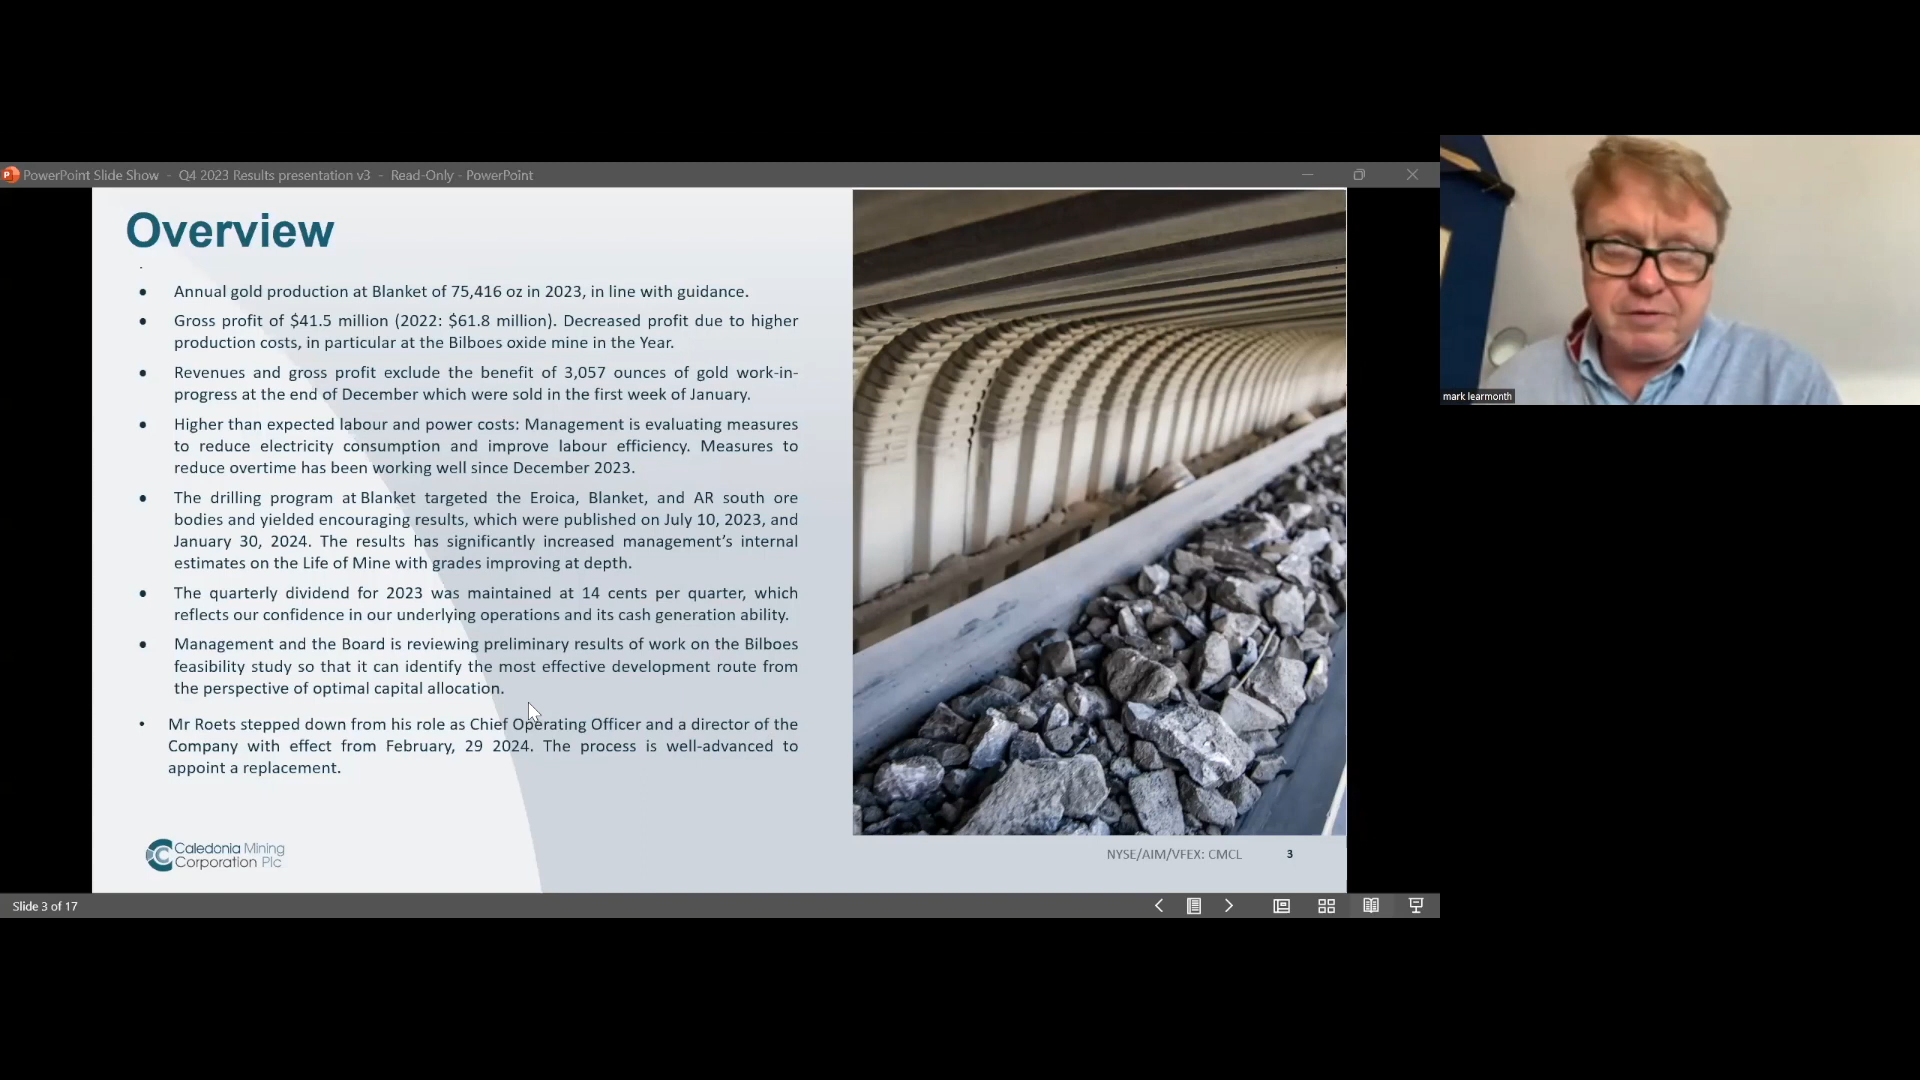 PowerPoint Slide Show - Q4 2023 Results presentation v3 - Read-Only - PowerPoint
Overview
.
• Annual gold production at Blanket of 75,416 oz in 2023, in line with guidance.
• Gross profit of $41.5 million (2022: $61.8 million). Decreased profit due to higher
production costs, in particular at the Bilboes oxide mine in the Year.
• Revenues and gross profit exclude the benefit of 3,057 ounces of gold work-in-
progress at the end of December which were sold in the first week of January.
• Higher than expected labour and power costs: Management is evaluating measures
to reduce electricity consumption and improve labour efficiency. Measures to
reduce overtime has been working well since December 2023.
• The drilling program at Blanket targeted the Eroica, Blanket, and AR south ore
bodies and yielded encouraging results, which were published on July 10, 2023, and
January 30, 2024. The results has significantly increased management's internal
estimates on the Life of Mine with grades improving at depth.
• The quarterly dividend for 2023 was maintained at 14 cents per quarter, which
reflects our confidence in our underlying operations and its cash generation ability.
• Management and the Board is reviewing preliminary results of work on the Bilboes
feasibility study so that it can identify the most effective development route from
the perspective of optimal capital allocation.
• Mr Roets stepped down from his role as Chief Operating Officer and a director of the
Company with effect from February, 29 2024. The process is well-advanced to
appoint a replacement.
Caledonia Mining
Corporation Plc
NYSE/AIM/VFEX: CMCL 3
Slide 3 of 17
mark learmonth